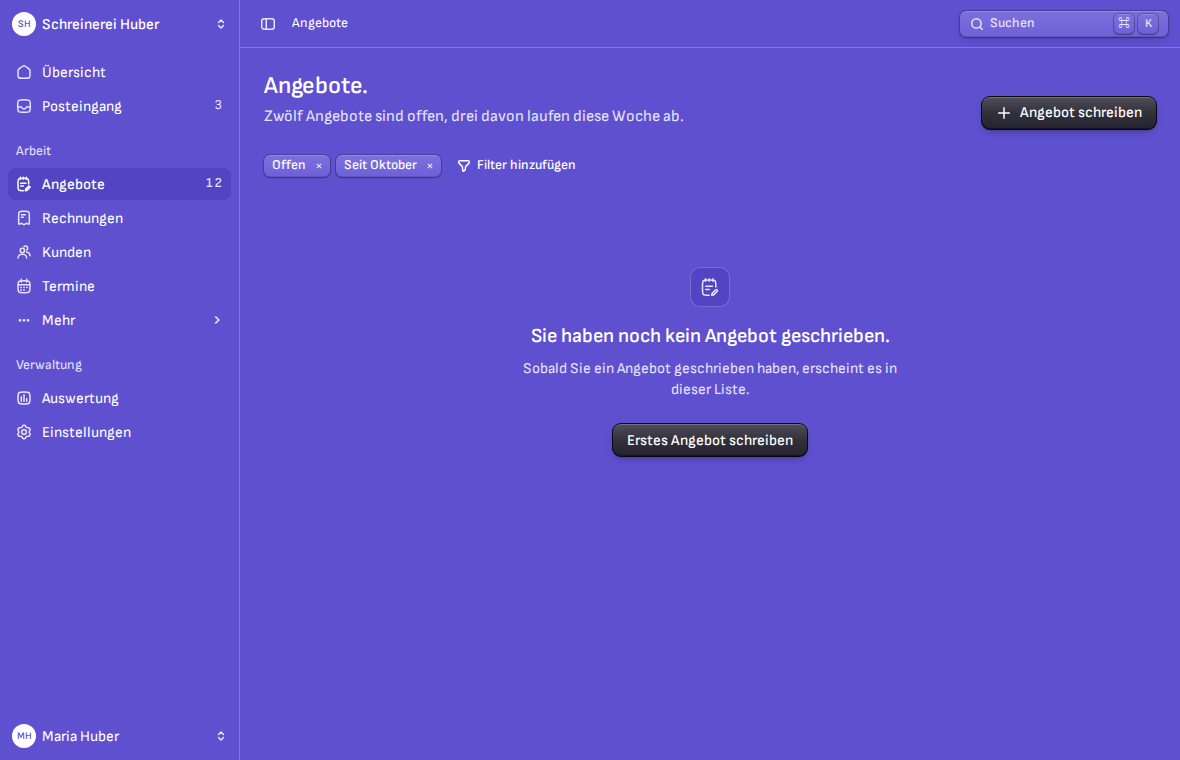 SH Schreinerei Huber
Übersicht
Posteingang 3
Arbeit
Angebote 12
Rechnungen
Kunden
Termine
Mehr
Verwaltung
Auswertung
Einstellungen
MH Maria Huber
Angebote
Suchen ⌘ K
Angebote.
Zwölf Angebote sind offen, drei davon laufen diese Woche ab.
Angebot schreiben
Offen × Seit Oktober × Filter hinzufügen
Sie haben noch kein Angebot geschrieben.
Sobald Sie ein Angebot geschrieben haben, erscheint es in
dieser Liste.
Erstes Angebot schreiben